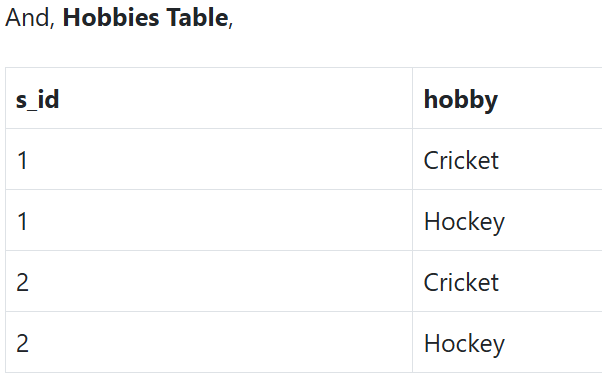 And, Hobbies Table,
s_id hobby
1 Cricket
1 Hockey
2 Cricket
2 Hockey